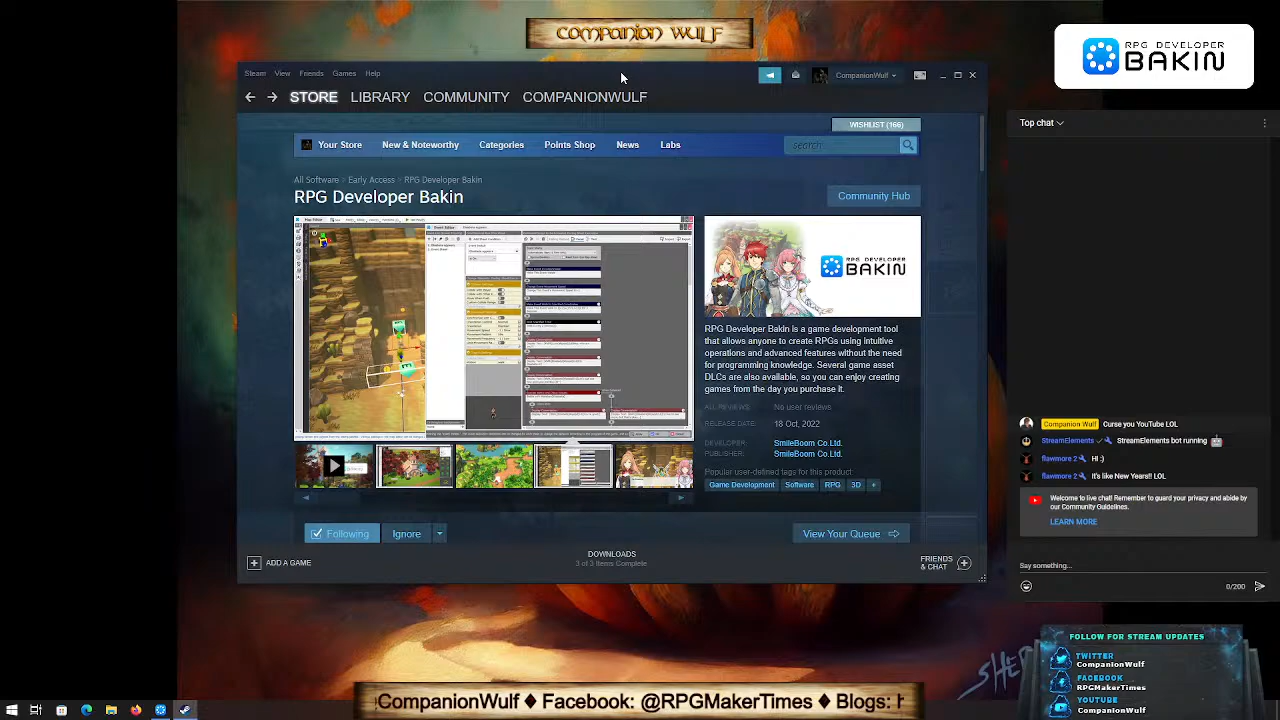 COMPANION WULF
RPG DEVELOPER
BAKIN
Steam View Friends Games Help
CompanionWulf
STORE LIBRARY COMMUNITY COMPANIONWULF
WISHLIST (166)
Your Store New & Noteworthy Categories Points Shop News Labs search
All Software > Early Access > RPG Developer Bakin
RPG Developer Bakin
Community Hub
RPG DEVELOPER
BAKIN
RPG Developer Bakin is a game development tool
that allows you to create RPGs using intuitive
operations and advanced features without the need
for programming knowledge. Several game asset
DLCs are also available, so you can enjoy creating
games from the day you purchase it.
ALL REVIEWS: No user reviews
RELEASE DATE: 18 Oct, 2022
DEVELOPER: SmileBoom Co.Ltd.
PUBLISHER: SmileBoom Co.Ltd.
Popular user-defined tags for this product
Game Development Software RPG 3D +
Following Ignore View Your Queue
ADD A GAME
DOWNLOADS
3 of 3 Items Complete
FRIENDS
& CHAT
Top chat
Companion Wulf Curse you YouTube LOL
StreamElements StreamElements bot running
flawmore 2 Hi :)
flawmore 2 It's like New Years!! LOL
Welcome to live chat! Remember to guard your privacy and abide by
our Community Guidelines.
LEARN MORE
Say something...
0/200
FOLLOW FOR STREAM UPDATES
TWITTER
CompanionWulf
FACEBOOK
RPGMakerTimes
YOUTUBE
CompanionWulf
CompanionWulf ♦ Facebook: @RPGMakerTimes ♦ Blogs: